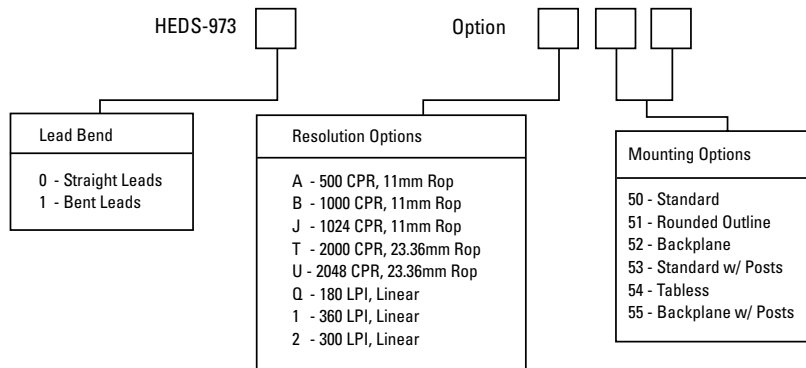 HEDS-973 Option
Lead Bend
0 - Straight Leads
1 - Bent Leads
Resolution Options
A - 500 CPR, 11mm Rop
B - 1000 CPR, 11mm Rop
J - 1024 CPR, 11mm Rop
T - 2000 CPR, 23.36mm Rop
U - 2048 CPR, 23.36mm Rop
Q - 180 LPI, Linear
1 - 360 LPI, Linear
2 - 300 LPI, Linear
Mounting Options
50 - Standard
51 - Rounded Outline
52 - Backplane
53 - Standard w/ Posts
54 - Tabless
55 - Backplane w/ Posts